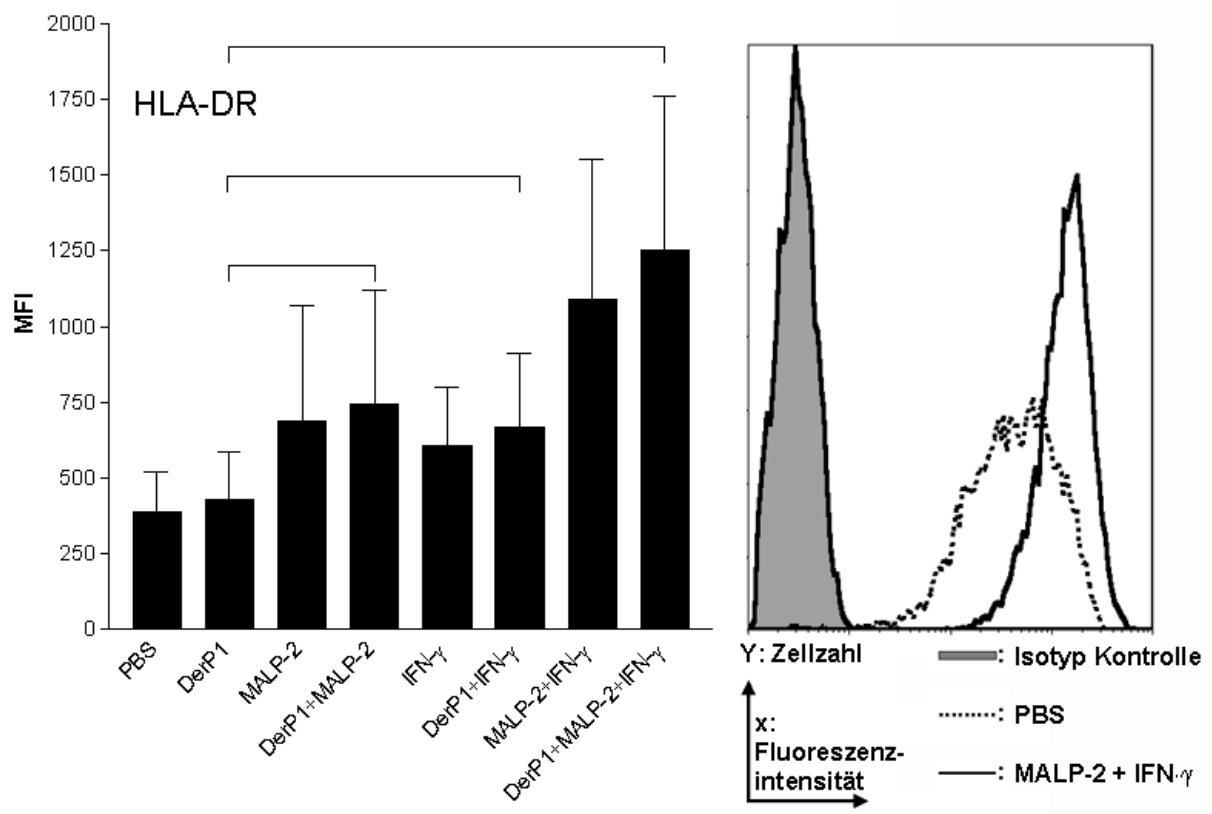 2000
1750
1500
1250
1000
750
500
250
0
MFI
HLA-DR
PBS
DerP1
MALP-2
DerP1+MALP-2
IFN-γ
DerP1+IFN-γ
MALP-2+IFN-γ
DerP1+MALP-2+IFN-γ
Y: Zellzahl
x:
Fluoreszenz-
intensität
: Isotyp Kontrolle
: PBS
: MALP-2 + IFN-γ